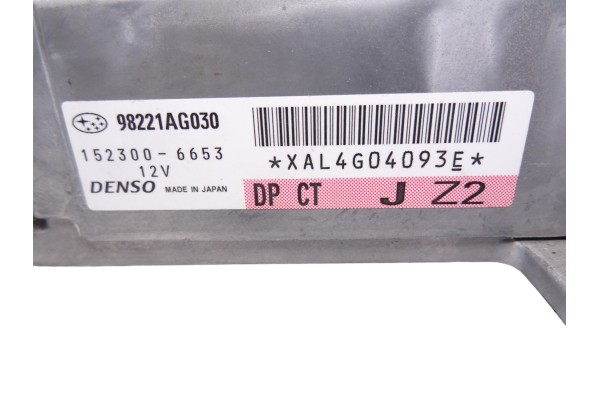 98221AG030
152300-6653
12V
DENSO MADE IN JAPAN
*XAL4G04093E*
DP CT J Z2